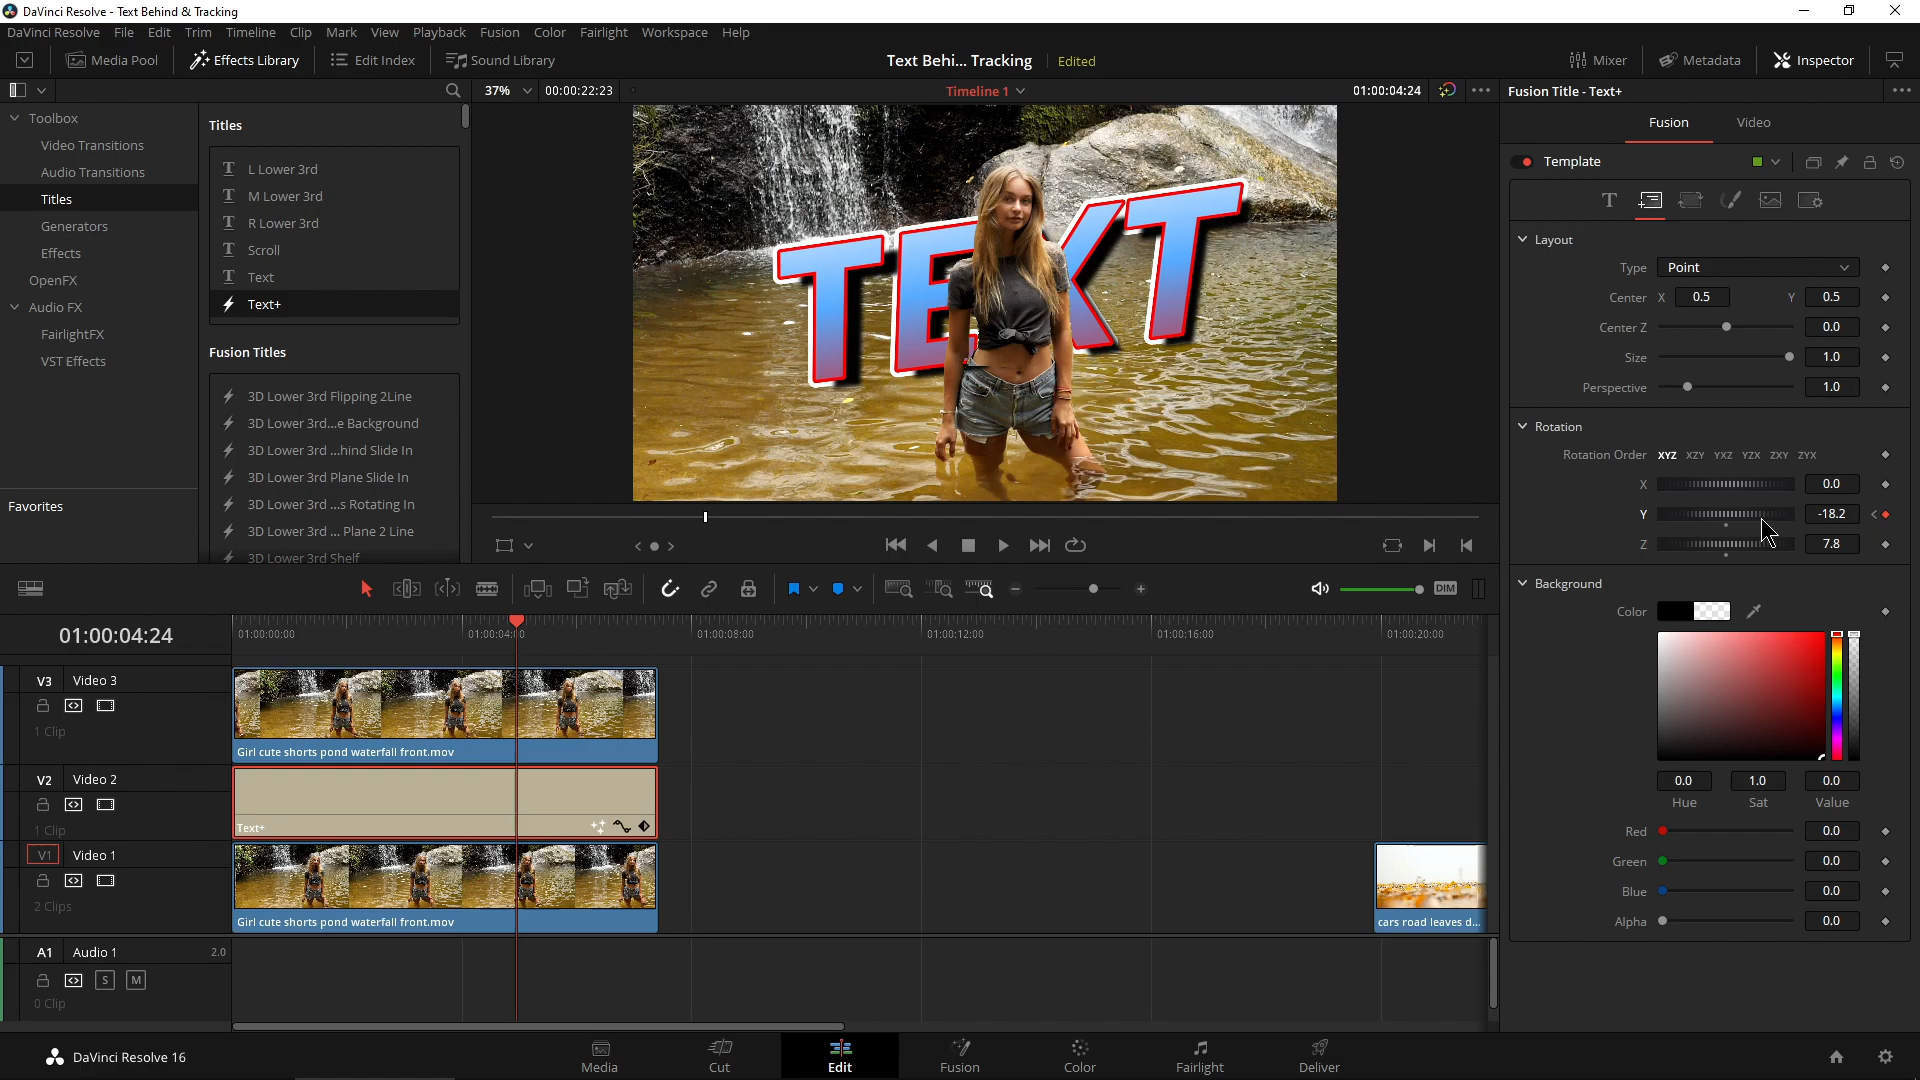 DaVinci Resolve - Text Behind & Tracking
DaVinci Resolve File Edit Trim Timeline Clip Mark View Playback Fusion Color Fairlight Workspace Help
Media Pool Effects Library Edit Index Sound Library Text Behi... Tracking Edited Mixer Metadata Inspector
37% 00:00:22:23 Timeline 1 01:00:04:24 Fusion Title - Text+
Toolbox
Video Transitions
Audio Transitions
Titles
Generators
Effects
OpenFX
Audio FX
FairlightFX
VST Effects
Favorites
Titles
L Lower 3rd
M Lower 3rd
R Lower 3rd
Scroll
Text
Text+
Fusion Titles
3D Lower 3rd Flipping 2Line
3D Lower 3rd...e Background
3D Lower 3rd ...hind Slide In
3D Lower 3rd Plane Slide In
3D Lower 3rd ...s Rotating In
3D Lower 3rd ... Plane 2 Line
3D Lower 3rd Shelf
TEXT
Fusion Video
Template
Layout
Type Point
Center X 0.5 Y 0.5
Center Z 0.0
Size 1.0
Perspective 1.0
Rotation
Rotation Order XYZ XZY YXZ YZX ZXY ZYX
X 0.0
Y -18.2
Z 7.8
Background
Color
0.0 1.0 0.0
Hue Sat Value
Red 0.0
Green 0.0
Blue 0.0
Alpha 0.0
DIM
01:00:04:24 01:00:00:00 01:00:04:0 01:00:08:00 01:00:12:00 01:00:16:00 01:00:20:00
V3 Video 3
1 Clip
Girl cute shorts pond waterfall front.mov
V2 Video 2
1 Clip
Text+
V1 Video 1
2 Clips
Girl cute shorts pond waterfall front.mov cars road leaves d...
A1 Audio 1 2.0
S M
0 Clip
DaVinci Resolve 16 Media Cut Edit Fusion Color Fairlight Deliver